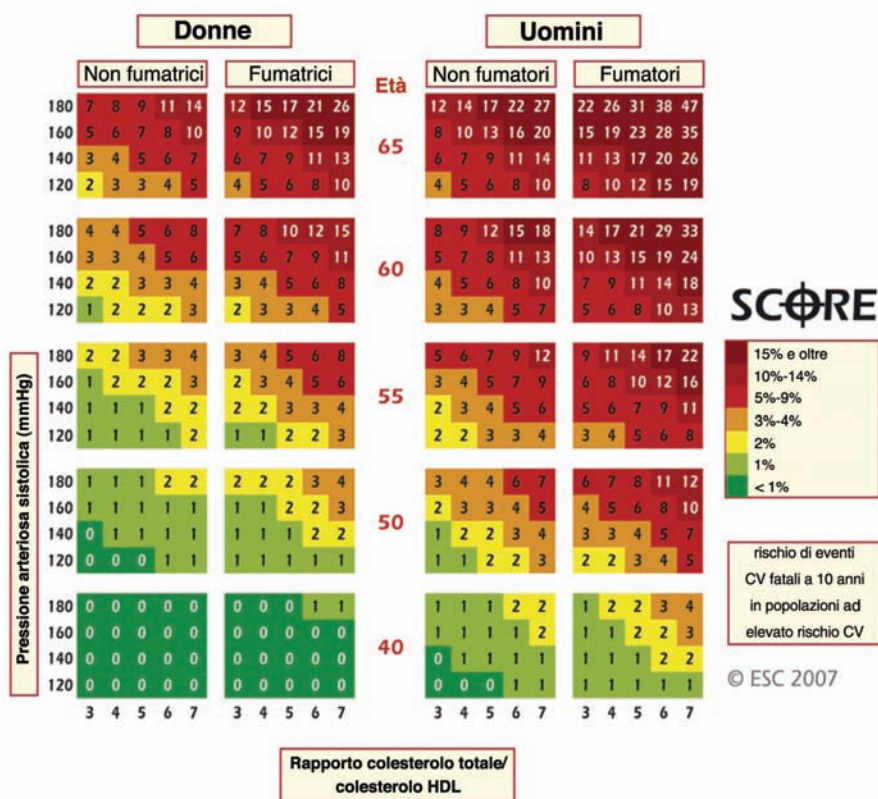 Donne
Uomini
Non fumatrici
Fumatrici
Età
Non fumatori
Fumatori
180 7 8 9 11 14 12 15 17 21 26 12 14 17 22 27 22 26 31 38 47
160 5 6 7 8 10 9 10 12 15 19 65 8 10 13 16 20 15 19 23 28 35
140 3 4 5 6 7 6 7 9 11 13 6 7 9 11 14 11 13 17 20 26
120 2 3 3 4 5 4 5 6 8 10 4 5 6 8 10 8 10 12 15 19
180 4 4 5 6 8 7 8 10 12 15 8 9 12 15 18 14 17 21 29 33
160 3 3 4 5 6 5 6 7 9 11 60 5 7 8 11 13 10 13 15 19 24
140 2 2 3 3 4 3 4 5 6 8 4 5 6 8 10 7 9 11 14 18
120 1 2 2 2 3 2 3 3 4 5 3 3 4 5 7 5 6 8 10 13
180 2 2 3 3 4 3 4 5 6 8 5 6 7 9 12 9 11 14 17 22
160 1 2 2 2 3 2 3 4 5 6 55 3 4 5 7 9 6 8 10 12 16
140 1 1 1 2 2 2 2 3 3 4 2 3 4 5 6 5 6 7 9 11
120 1 1 1 1 2 1 1 2 2 3 2 2 3 3 4 3 4 5 6 8
180 1 1 1 2 2 2 2 2 3 4 3 4 4 6 7 6 7 8 11 12
160 1 1 1 1 1 1 1 2 2 3 50 2 3 3 4 5 4 5 6 8 10
140 0 1 1 1 1 1 1 1 2 2 1 2 2 3 4 3 3 4 5 7
120 0 0 0 1 1 1 1 1 1 1 1 1 2 2 3 2 2 3 4 5
180 0 0 0 0 0 0 0 0 1 1 1 1 1 2 2 1 2 2 3 4
160 0 0 0 0 0 0 0 0 0 0 40 1 1 1 1 2 1 1 2 2 3
140 0 0 0 0 0 0 0 0 0 0 0 1 1 1 1 1 1 1 2 2
120 0 0 0 0 0 0 0 0 0 0 0 0 0 1 1 1 1 1 1 1
3 4 5 6 7 3 4 5 6 7 3 4 5 6 7 3 4 5 6 7
Pressione arteriosa sistolica (mmHg)
Rapporto colesterolo totale/
colesterolo HDL
SCORE
15% e oltre
10%-14%
5%-9%
3%-4%
2%
1%
< 1%
rischio di eventi
CV fatali a 10 anni
in popolazioni ad
elevato rischio CV
© ESC 2007